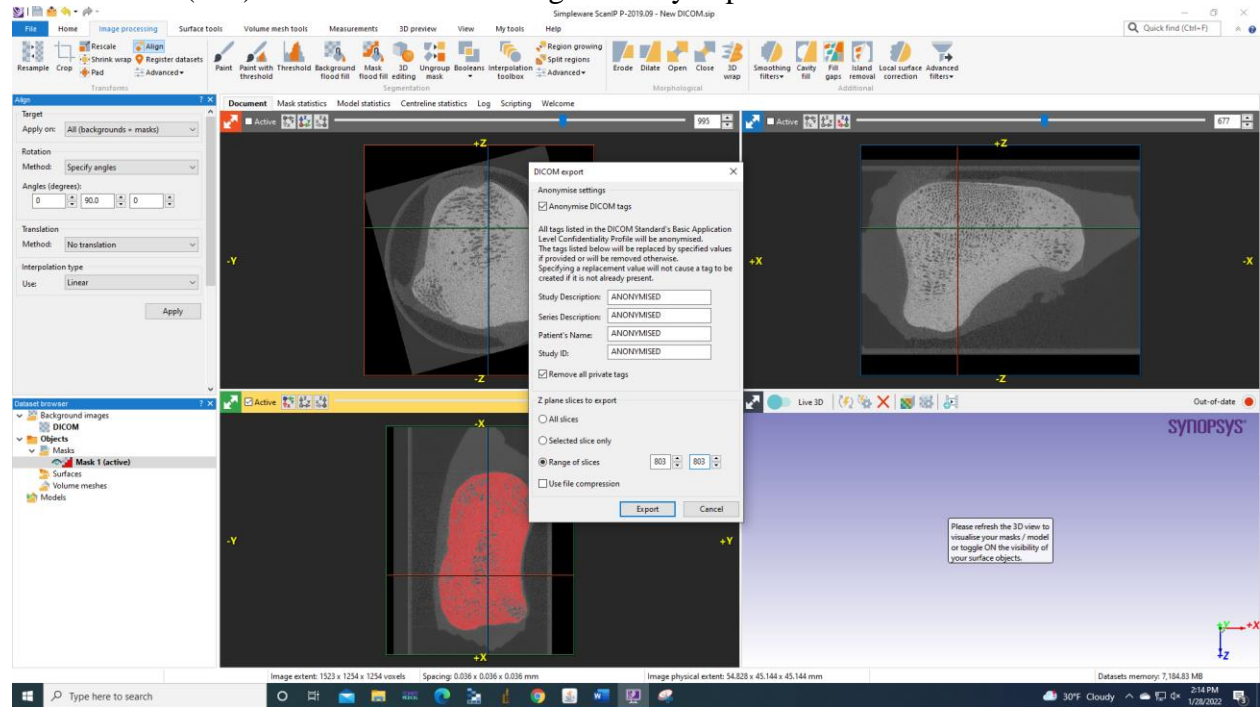 Simpleware ScanIP P-2019.09 - New DICOM.sip
File Home Image processing Surface tools Volume mesh tools Measurements 3D preview View My tools Help
Quick find (Ctrl+F)
Resample Crop Rescale Shrink wrap Pad Align Register datasets Advanced
Transforms
Paint Paint with threshold Threshold Background flood fill Mask flood fill 3D editing Ungroup mask Booleans Interpolation toolbox Region growing Split regions Advanced
Segmentation
Erode Dilate Open Close 3D wrap
Morphological
Smoothing filters Cavity fill Fill gaps Island removal Local surface correction Advanced filters
Additional
Align
Target
Apply on: All (backgrounds + masks)
Rotation
Method: Specify angles
Angles (degrees):
0 90.0 0
Translation
Method: No translation
Interpolation type
Use: Linear
Apply
Document Mask statistics Model statistics Centreline statistics Log Scripting Welcome
Active 995
+Z
-Y
-Z
Active 677
+Z
+X
-X
-Z
DICOM export
Anonymise settings
Anonymise DICOM tags
All tags listed in the DICOM Standard's Basic Application
Level Confidentiality Profile will be anonymised.
The tags listed below will be replaced by specified values
if provided or will be removed otherwise.
Specifying a replacement value will not cause a tag to be
created if it is not already present.
Study Description: ANONYMISED
Series Description: ANONYMISED
Patient's Name: ANONYMISED
Study ID: ANONYMISED
Remove all private tags
Z plane slices to export
All slices
Selected slice only
Range of slices 803 803
Use file compression
Export Cancel
Dataset browser
Background images
DICOM
Objects
Masks
Mask 1 (active)
Surfaces
Volume meshes
Models
Active
-X
-Y
+Y
+X
Live 3D
Out-of-date
SYNOPSYS
Please refresh the 3D view to
visualise your masks / model
or toggle ON the visibility of
your surface objects.
+Y
+X
+Z
Image extent: 1523 x 1254 x 1254 voxels Spacing: 0.036 x 0.036 x 0.036 mm Image physical extent: 54.828 x 45.144 x 45.144 mm Datasets memory: 7,184.83 MB
Type here to search
30°F Cloudy
2:14 PM
1/28/2022